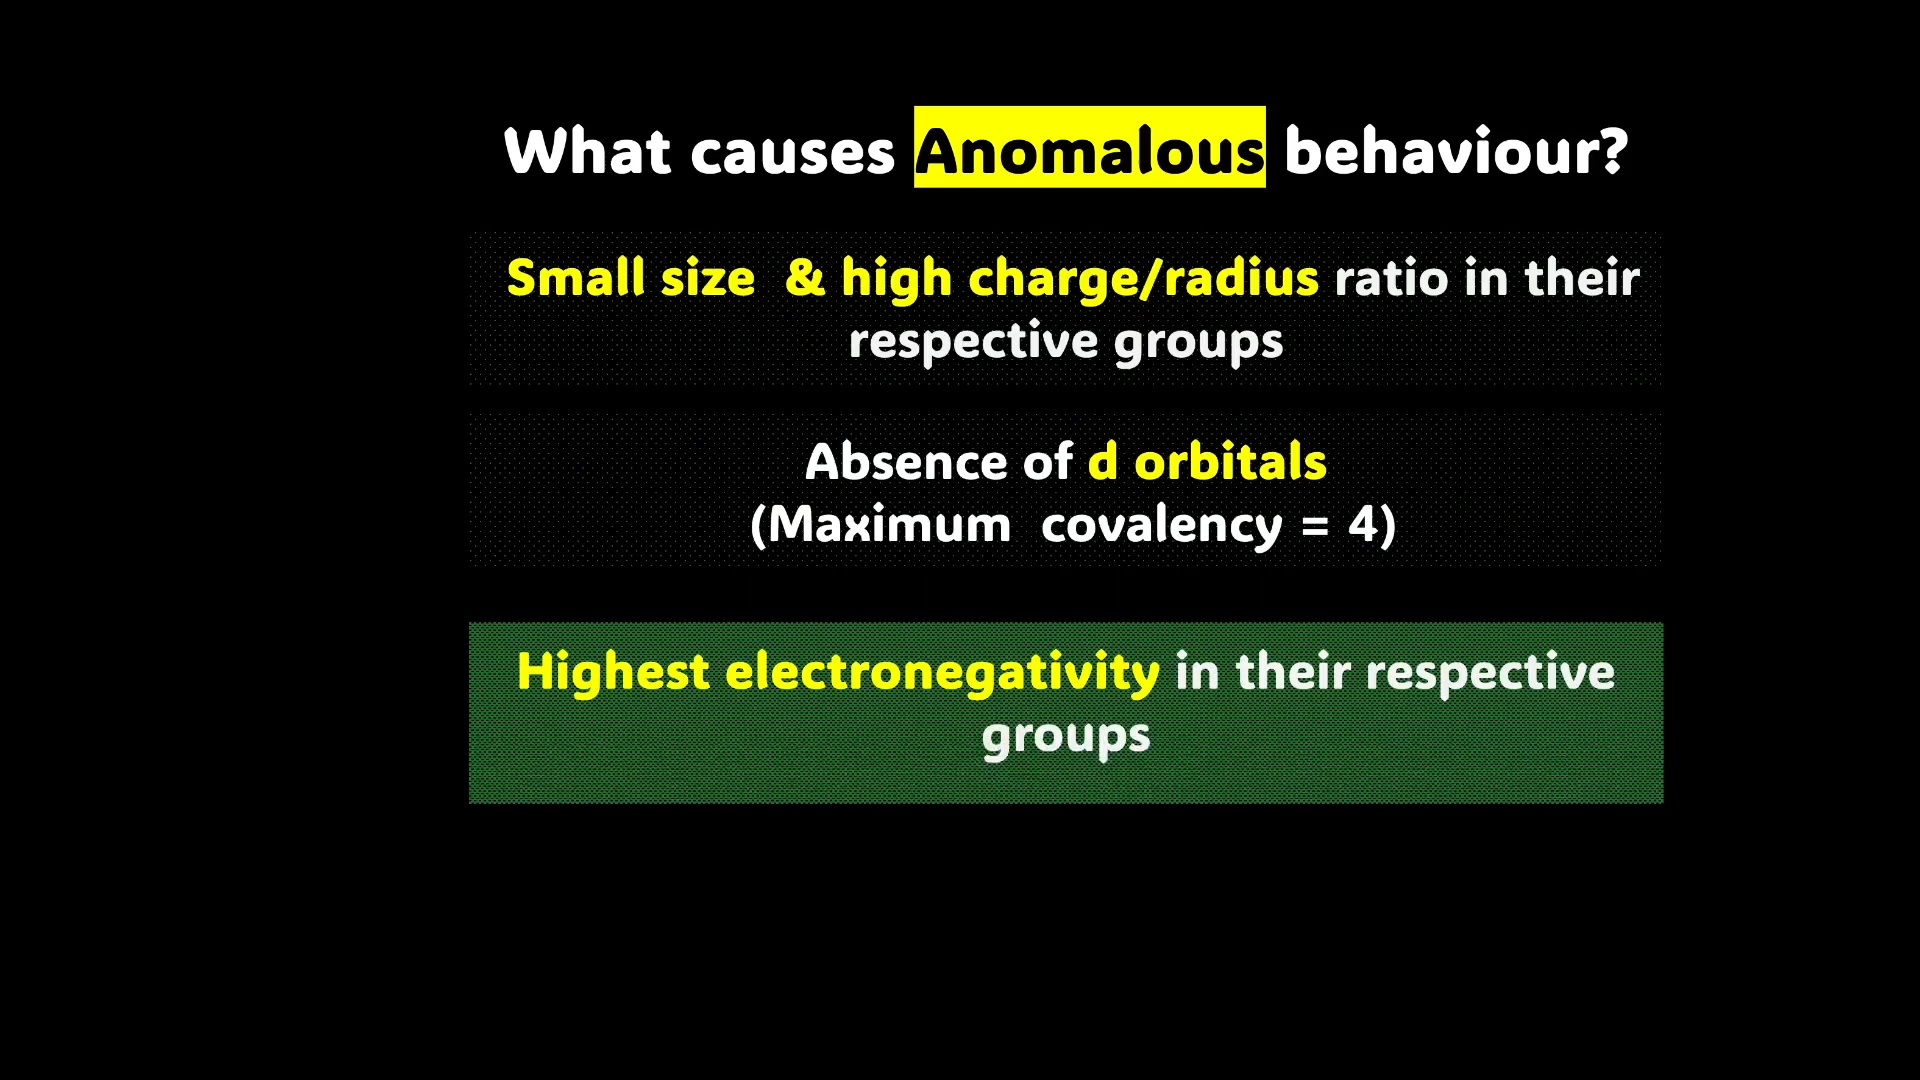 What causes Anomalous behaviour?
Small size & high charge/radius ratio in their
respective groups
Absence of d orbitals
(Maximum covalency = 4)
Highest electronegativity in their respective
groups